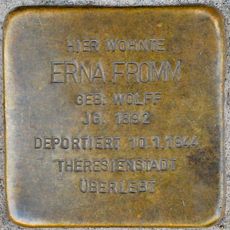 HIER WOHNTE
ERNA FROMM
GEB. WOLFF
JG. 1892
DEPORTIERT 10.1.1944
THERESIENSTADT
ÜBERLEBT